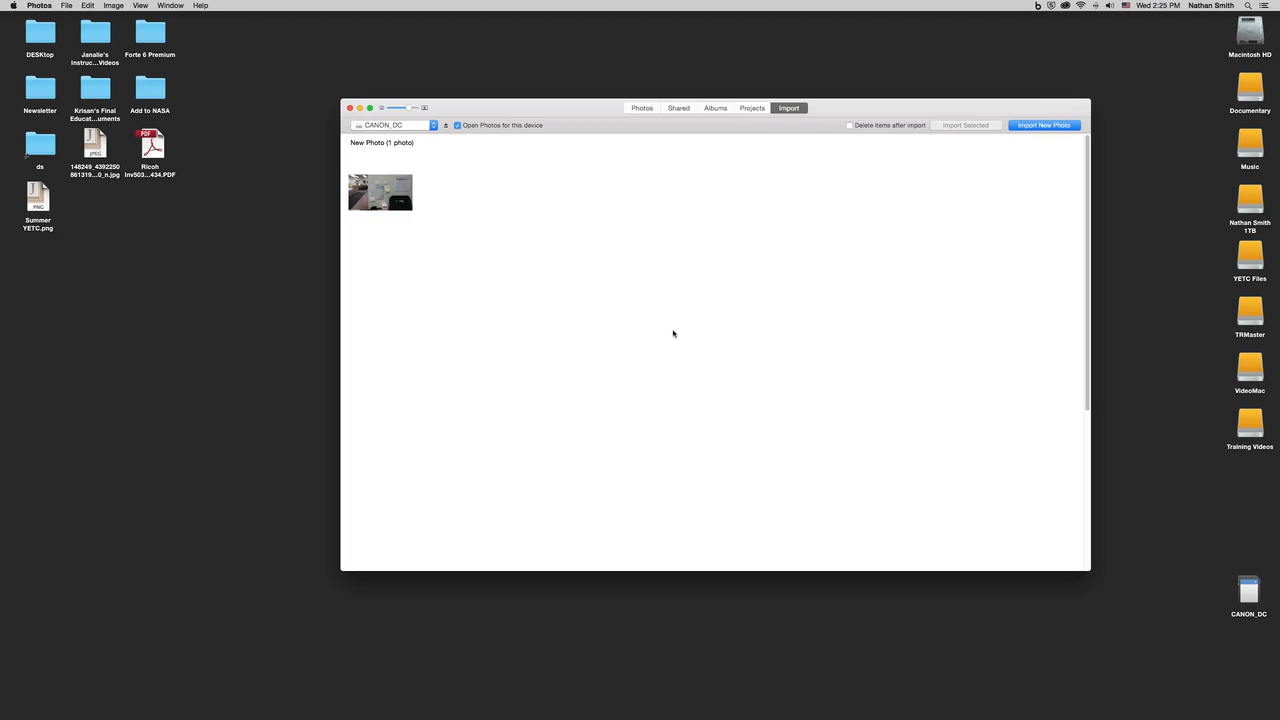 Photos File Edit Image View Window Help
Wed 2:25 PM Nathan Smith
DESKtop
Janalie's
Instruc...Videos
Forte 6 Premium
Newsletter
Krisan's Final
Educat...uments
Add to NASA
ds
JPEG
148249_4392250
861319...0_n.jpg
PDF
Ricoh
Inv503...434.PDF
PNG
Summer
YETC.png
Photos Shared Albums Projects Import
CANON_DC
Open Photos for this device
Delete items after import
Import Selected
Import New Photo
New Photo (1 photo)
Macintosh HD
Documentary
Music
Nathan Smith
1TB
YETC Files
TRMaster
VideoMac
Training Videos
CANON_DC